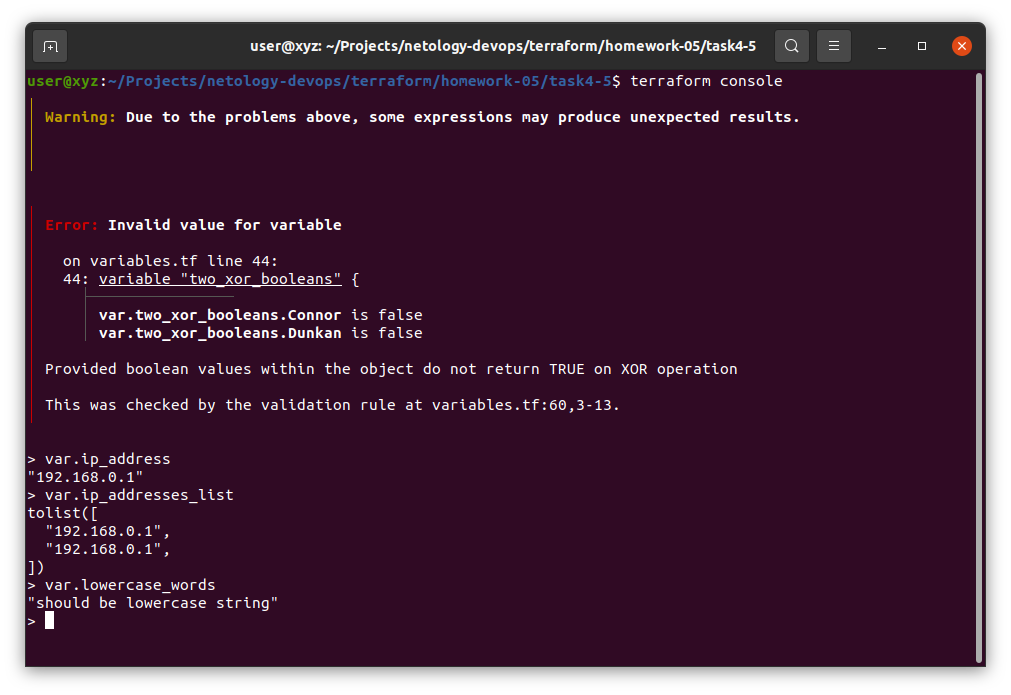 user@xyz: ~/Projects/netology-devops/terraform/homework-05/task4-5
user@xyz:~/Projects/netology-devops/terraform/homework-05/task4-5$ terraform console
Warning: Due to the problems above, some expressions may produce unexpected results.
Error: Invalid value for variable
on variables.tf line 44:
44: variable "two_xor_booleans" {
var.two_xor_booleans.Connor is false
var.two_xor_booleans.Dunkan is false
Provided boolean values within the object do not return TRUE on XOR operation
This was checked by the validation rule at variables.tf:60,3-13.
> var.ip_address
"192.168.0.1"
> var.ip_addresses_list
tolist([
  "192.168.0.1",
  "192.168.0.1",
])
> var.lowercase_words
"should be lowercase string"
>